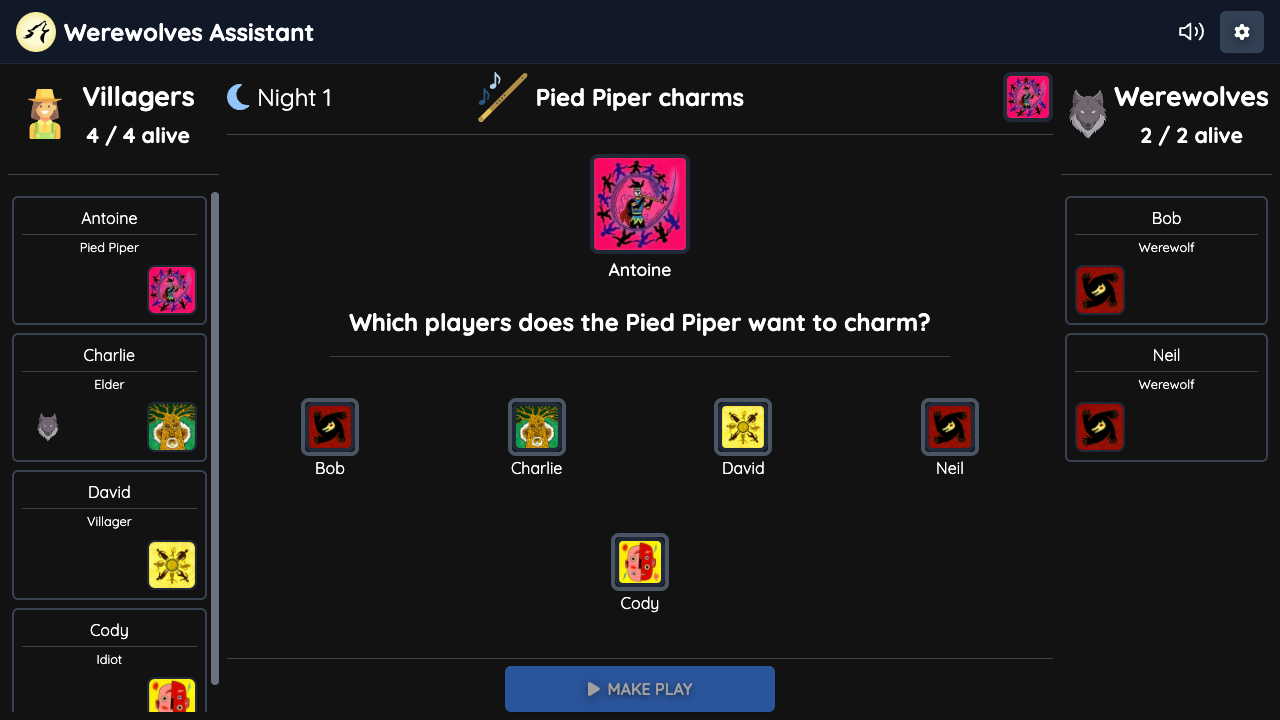 Werewolves Assistant
Villagers
4 / 4 alive
Antoine
Pied Piper
Charlie
Elder
David
Villager
Cody
Idiot
Night 1
Pied Piper charms
Antoine
Which players does the Pied Piper want to charm?
Bob
Charlie
David
Neil
Cody
MAKE PLAY
Werewolves
2 / 2 alive
Bob
Werewolf
Neil
Werewolf